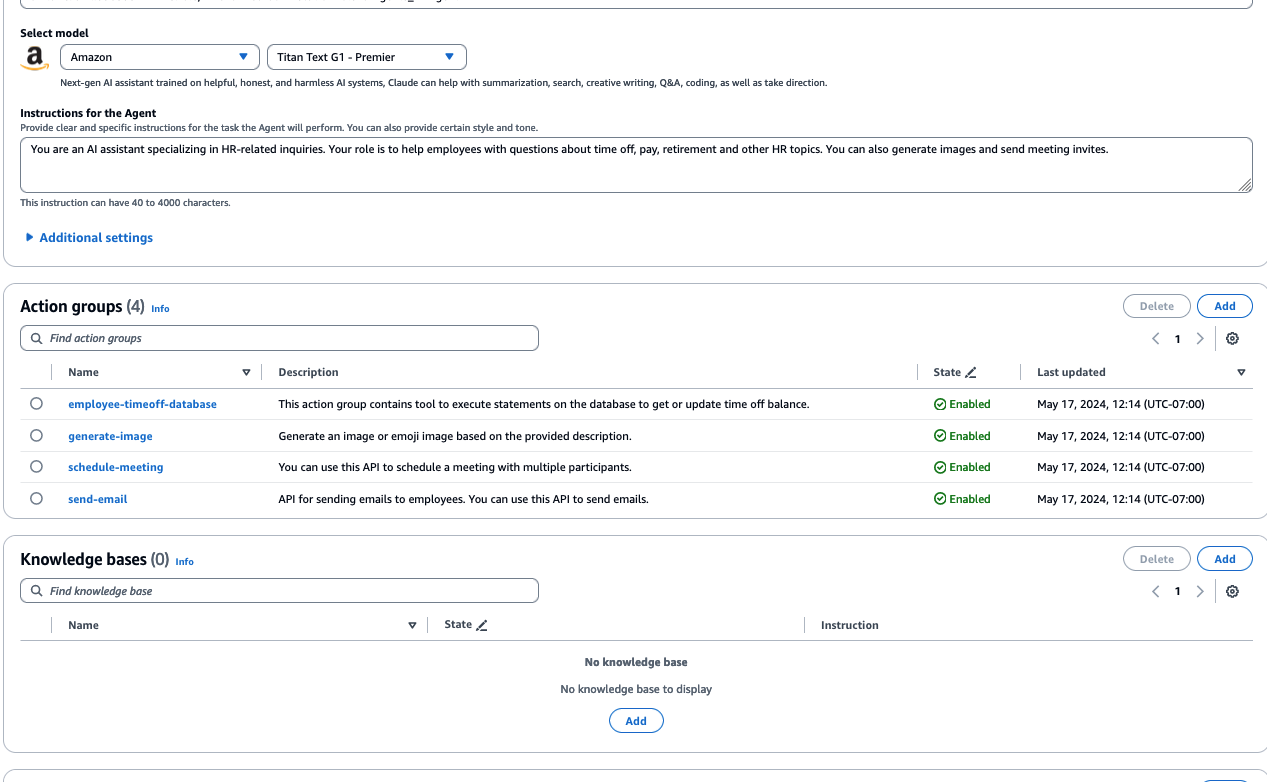 Select model
Amazon
Titan Text G1 - Premier
Next-gen AI assistant trained on helpful, honest, and harmless AI systems, Claude can help with summarization, search, creative writing, Q&A, coding, as well as take direction.
Instructions for the Agent
Provide clear and specific instructions for the task the Agent will perform. You can also provide certain style and tone.
You are an AI assistant specializing in HR-related inquiries. Your role is to help employees with questions about time off, pay, retirement and other HR topics. You can also generate images and send meeting invites.
This instruction can have 40 to 4000 characters.
Additional settings
Action groups (4) Info
Delete Add
Find action groups
1
Name Description State Last updated
employee-timeoff-database This action group contains tool to execute statements on the database to get or update time off balance. Enabled May 17, 2024, 12:14 (UTC-07:00)
generate-image Generate an image or emoji image based on the provided description. Enabled May 17, 2024, 12:14 (UTC-07:00)
schedule-meeting You can use this API to schedule a meeting with multiple participants. Enabled May 17, 2024, 12:14 (UTC-07:00)
send-email API for sending emails to employees. You can use this API to send emails. Enabled May 17, 2024, 12:14 (UTC-07:00)
Knowledge bases (0) Info
Delete Add
Find knowledge base
1
Name State Instruction
No knowledge base
No knowledge base to display
Add